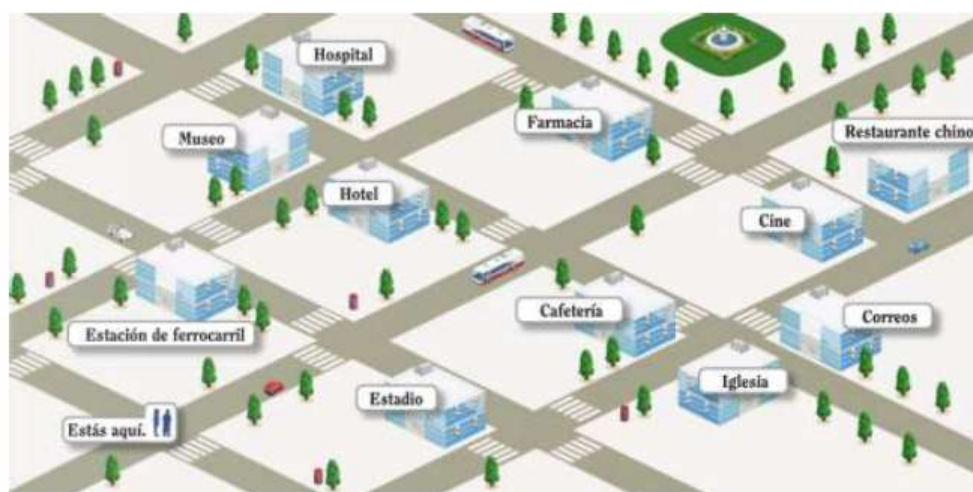 Hospital
Farmacia
Museo
Restaurante chino
Hotel
Cine
Cafetería
Correos
Estación de ferrocarril
Iglesia
Estadio
Estás aquí.